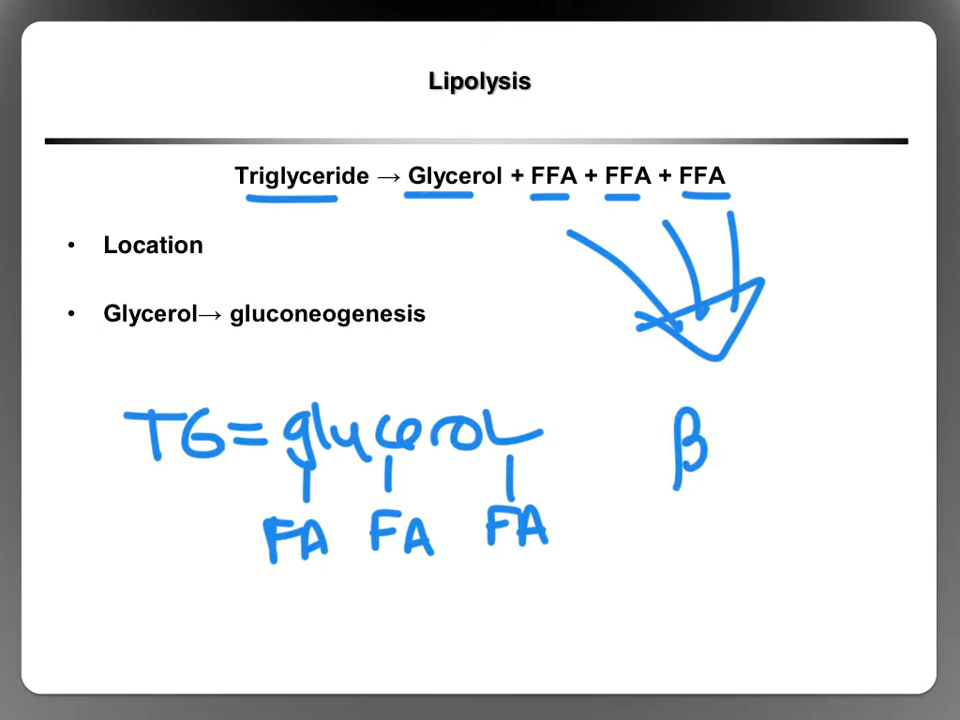 Lipolysis
Triglyceride → Glycerol + FFA + FFA + FFA
• Location
• Glycerol→ gluconeogenesis
TG = glycerol
β
FA FA FA